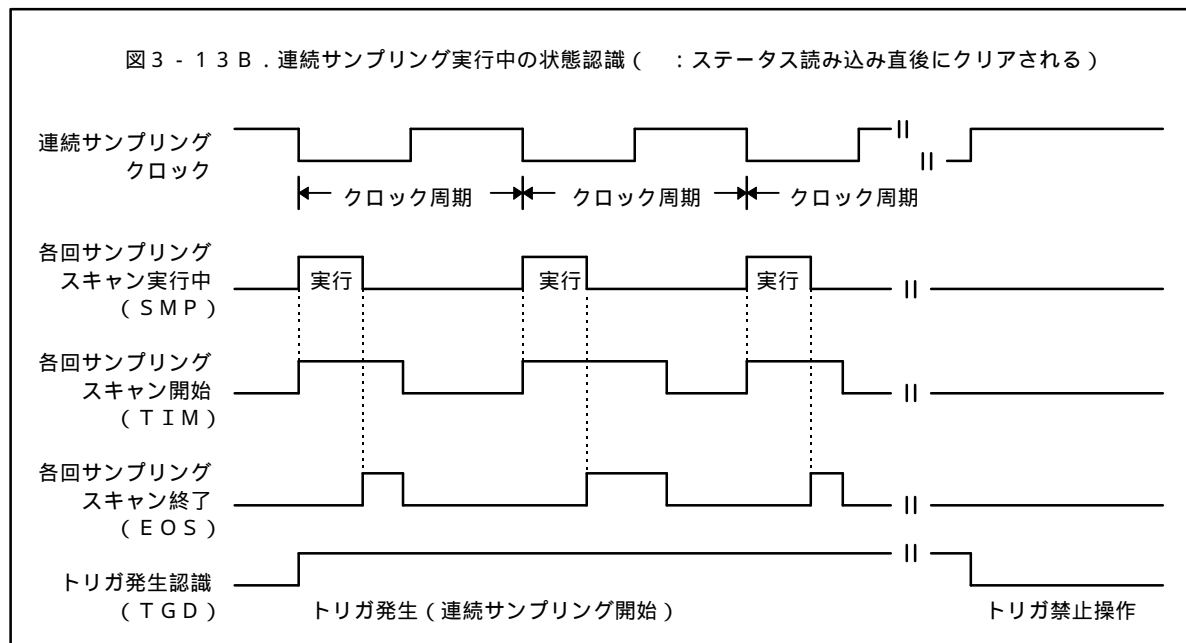 図3-13B.連続サンプリング実行中の状態認識( :ステータス読み込み直後にクリアされる)
連続サンプリング
クロック
クロック周期 クロック周期 クロック周期
各回サンプリング
スキャン実行中
(SMP)
実行 実行 実行
各回サンプリング
スキャン開始
(TIM)
各回サンプリング
スキャン終了
(EOS)
トリガ発生認識
(TGD)
トリガ発生(連続サンプリング開始) トリガ禁止操作